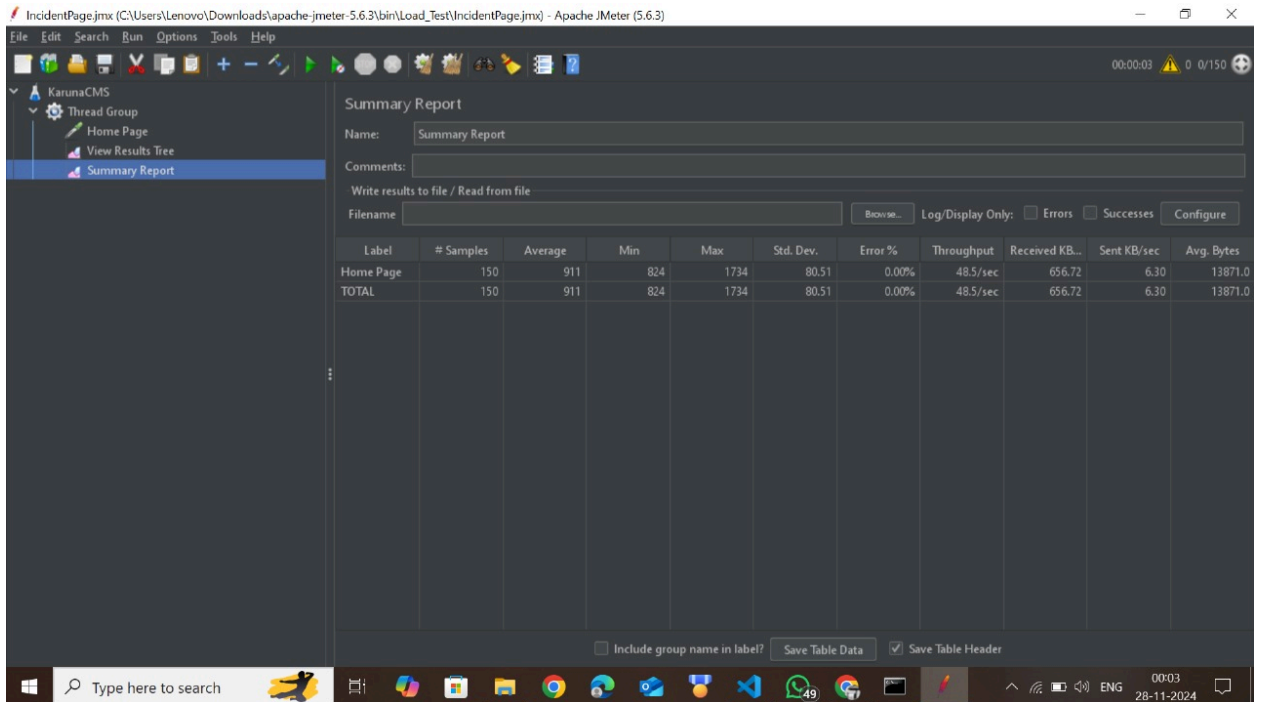 IncidentPage.jmx (C:\Users\Lenovo\Downloads\apache-jmeter-5.6.3\bin\Load_Test\IncidentPage.jmx) - Apache JMeter (5.6.3)
File Edit Search Run Options Tools Help
00:00:03 0 0/150
KarunaCMS
Thread Group
Home Page
View Results Tree
Summary Report
Summary Report
Name: Summary Report
Comments:
Write results to file / Read from file
Filename Browse... Log/Display Only: Errors Successes Configure
Label # Samples Average Min Max Std. Dev. Error % Throughput Received KB... Sent KB/sec Avg. Bytes
Home Page 150 911 824 1734 80.51 0.00% 48.5/sec 656.72 6.30 13871.0
TOTAL 150 911 824 1734 80.51 0.00% 48.5/sec 656.72 6.30 13871.0
Include group name in label? Save Table Data Save Table Header
Type here to search 49 ENG 00:03
28-11-2024